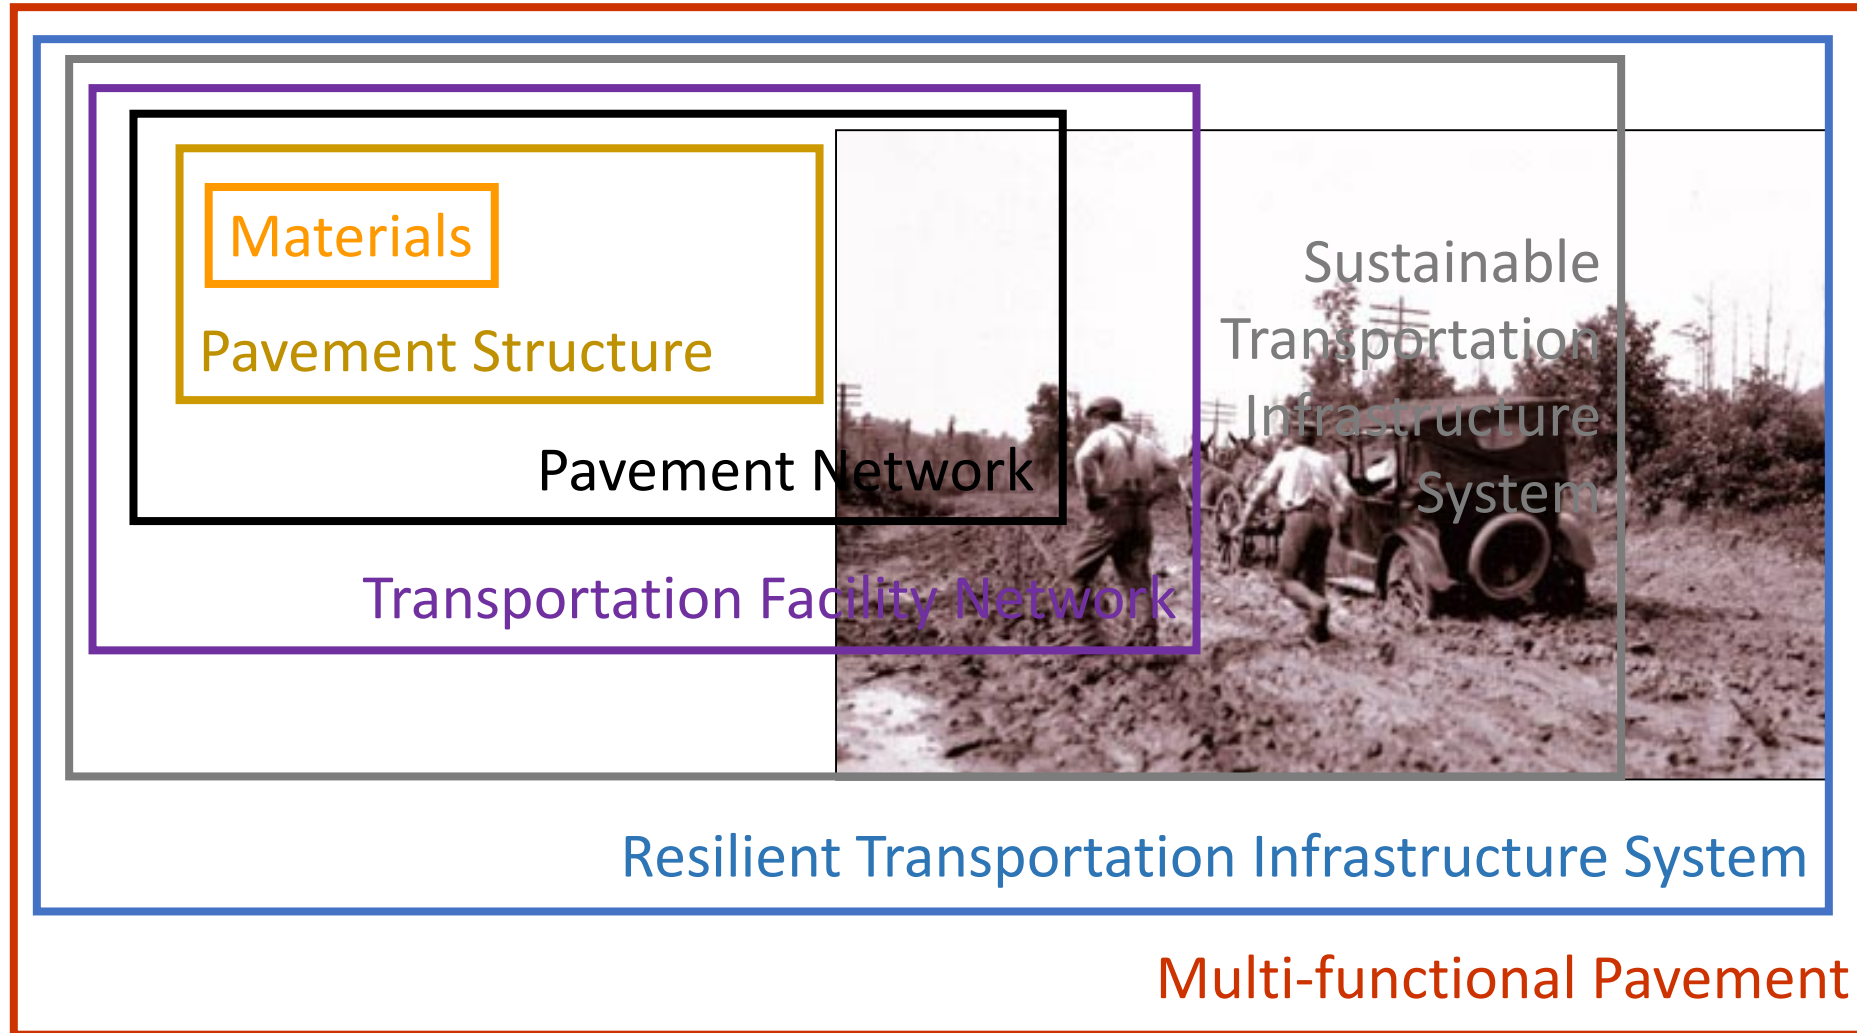 Materials
Pavement Structure
Pavement Network
Transportation Facility Network
Sustainable
Transportation
Infrastructure
System
Resilient Transportation Infrastructure System
Multi-functional Pavement